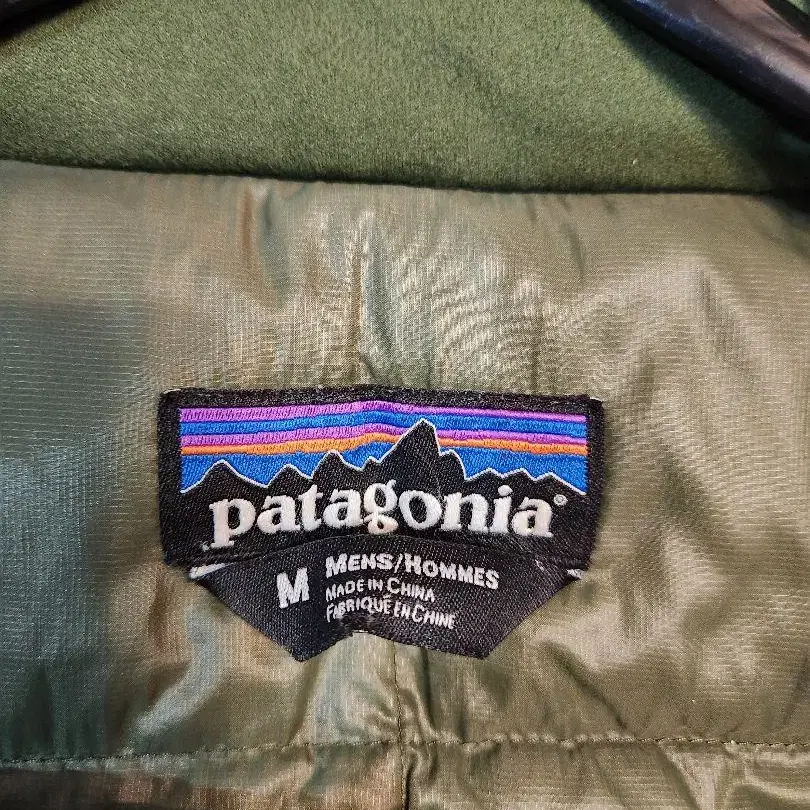 patagonia®
M
MENS/HOMMES
MADE IN CHINA
FABRIQUÉ EN CHINE